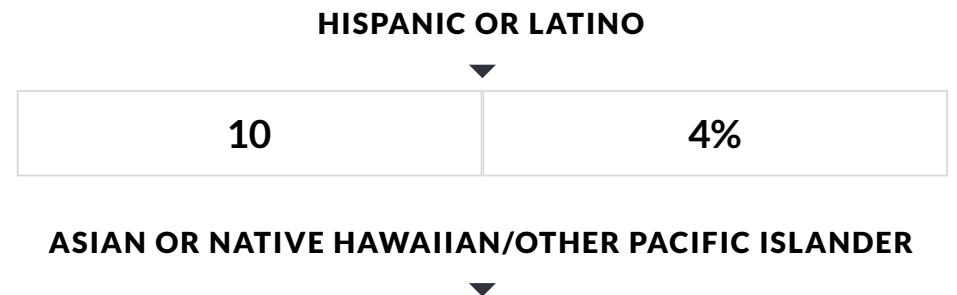 HISPANIC OR LATINO
10 4%
ASIAN OR NATIVE HAWAIIAN/OTHER PACIFIC ISLANDER